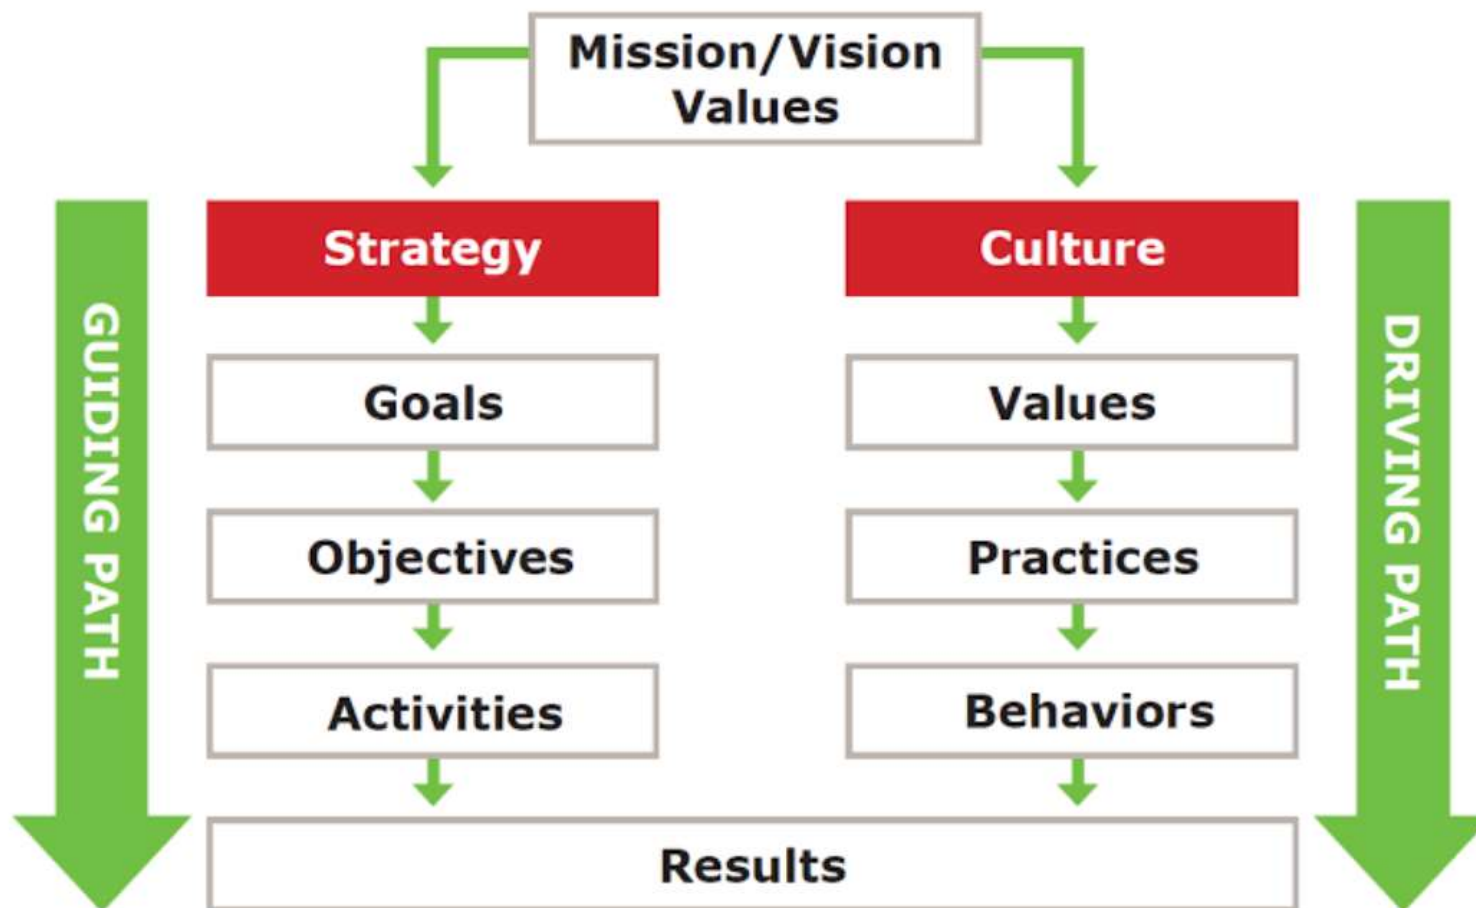 Mission/Vision
Values
GUIDING PATH
Strategy
Culture
DRIVING PATH
Goals
Values
Objectives
Practices
Activities
Behaviors
Results